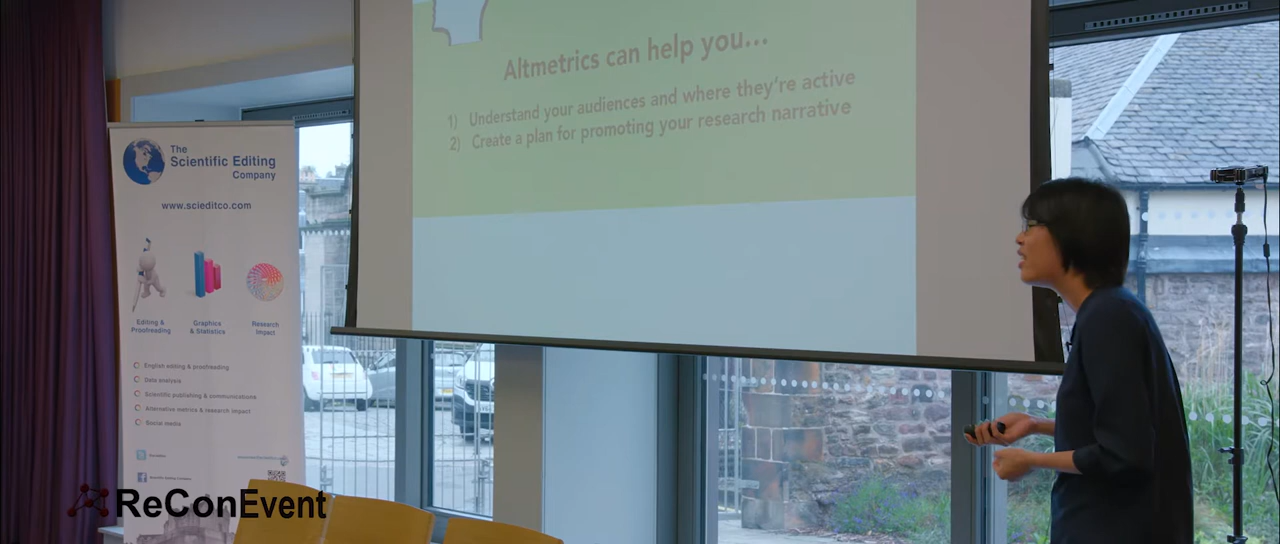 Altmetrics can help you...
1) Understand your audiences and where they're active
2) Create a plan for promoting your research narrative
The
Scientific Editing
Company
www.scieditco.com
Editing &
Proofreading
Graphics
& Statistics
Research
Impact
English editing & proofreading
Data analysis
Scientific publishing & communications
Alternative metrics & research impact
Social media
ReConEvent